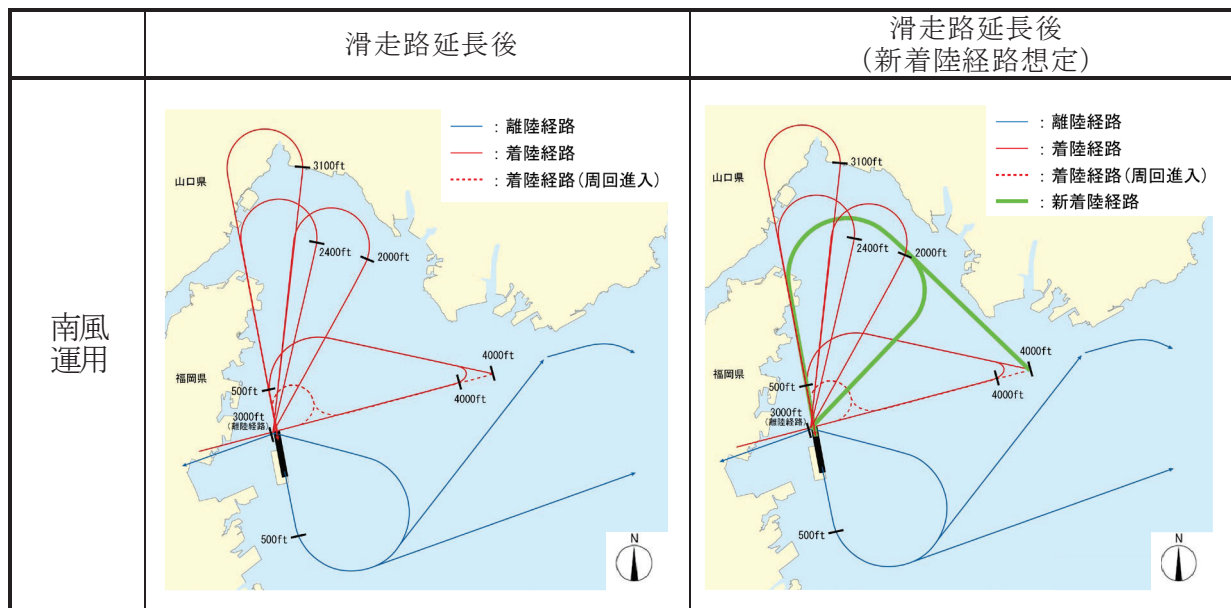 滑走路延長後
滑走路延長後
(新着陸経路想定)
南風
運用
：離陸経路
：着陸経路
：着陸経路(周回進入)
山口県
3100ft
2400ft
2000ft
4000ft
4000ft
福岡県
500ft
3000ft
(離陸経路)
500ft
N
：離陸経路
：着陸経路
：着陸経路(周回進入)
：新着陸経路
山口県
3100ft
2400ft
2000ft
4000ft
4000ft
福岡県
500ft
3000ft
(離陸経路)
500ft
N